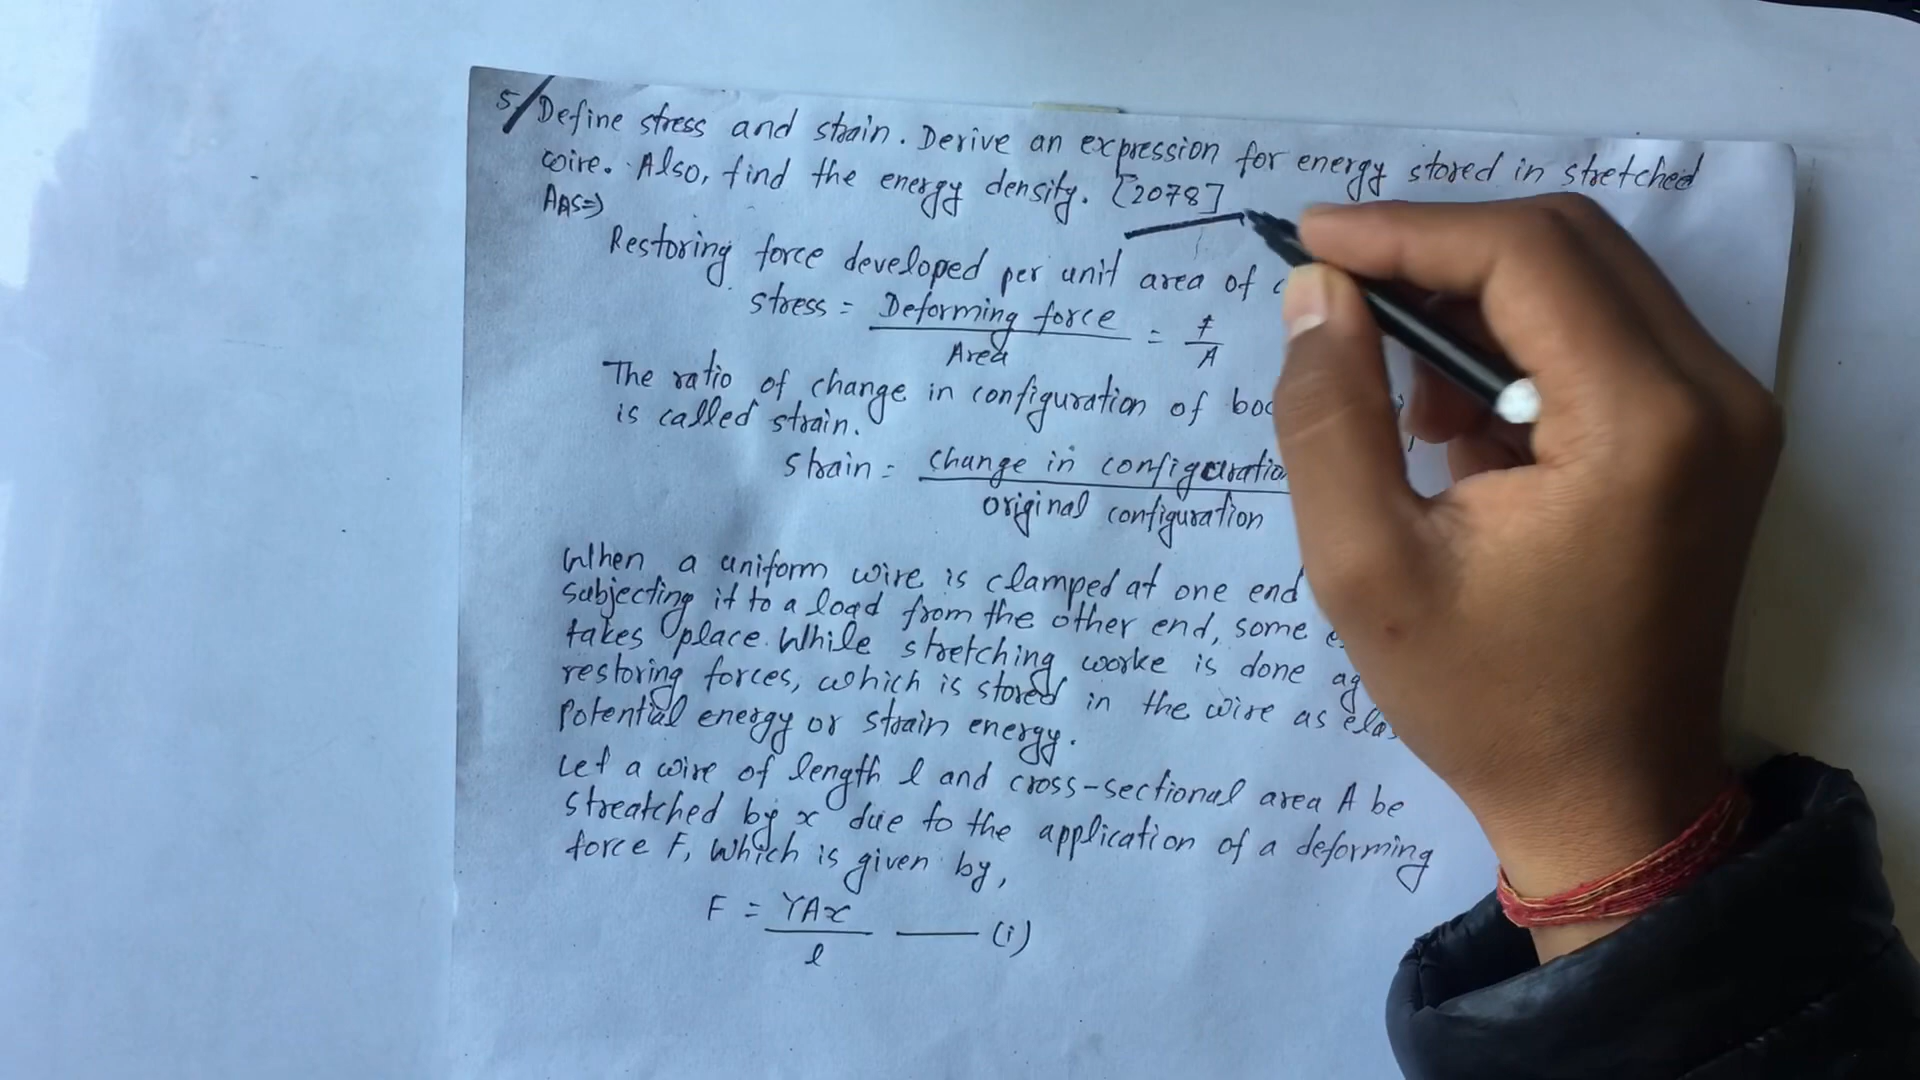 5. Define stress and strain. Derive an expression for energy stored in stretched
wire. Also, find the energy density. [2078]
Ans⇒
Restoring force developed per unit area of
stress = Deforming force / Area = f / A
The ratio of change in configuration of
is called strain.
strain = change in configuration / original configuration
When a uniform wire is clamped at one end
subjecting it to a load from the other end, some
takes place. While stretching worke is done
restoring forces, which is stored in the wire as
Potential energy or strain energy.
Let a wire of length l and cross-sectional area A be
streatched by x due to the application of a deforming
force F, which is given by,
F = YAx / l —— (i)